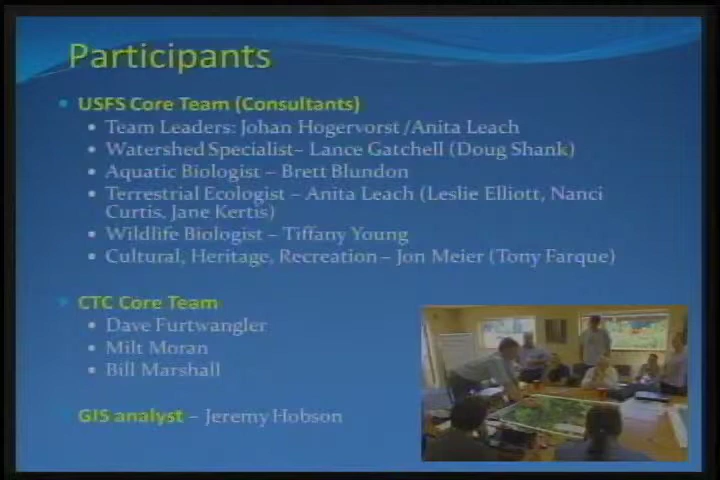 Participants
• USFS Core Team (Consultants)
• Team Leaders: Johan Hogervorst /Anita Leach
• Watershed Specialist– Lance Gatchell (Doug Shank)
• Aquatic Biologist – Brett Blundon
• Terrestrial Ecologist – Anita Leach (Leslie Elliott, Nanci
Curtis, Jane Kertis)
• Wildlife Biologist – Tiffany Young
• Cultural, Heritage, Recreation – Jon Meier (Tony Farque)
• CTC Core Team
• Dave Furtwangler
• Milt Moran
• Bill Marshall
• GIS analyst – Jeremy Hobson